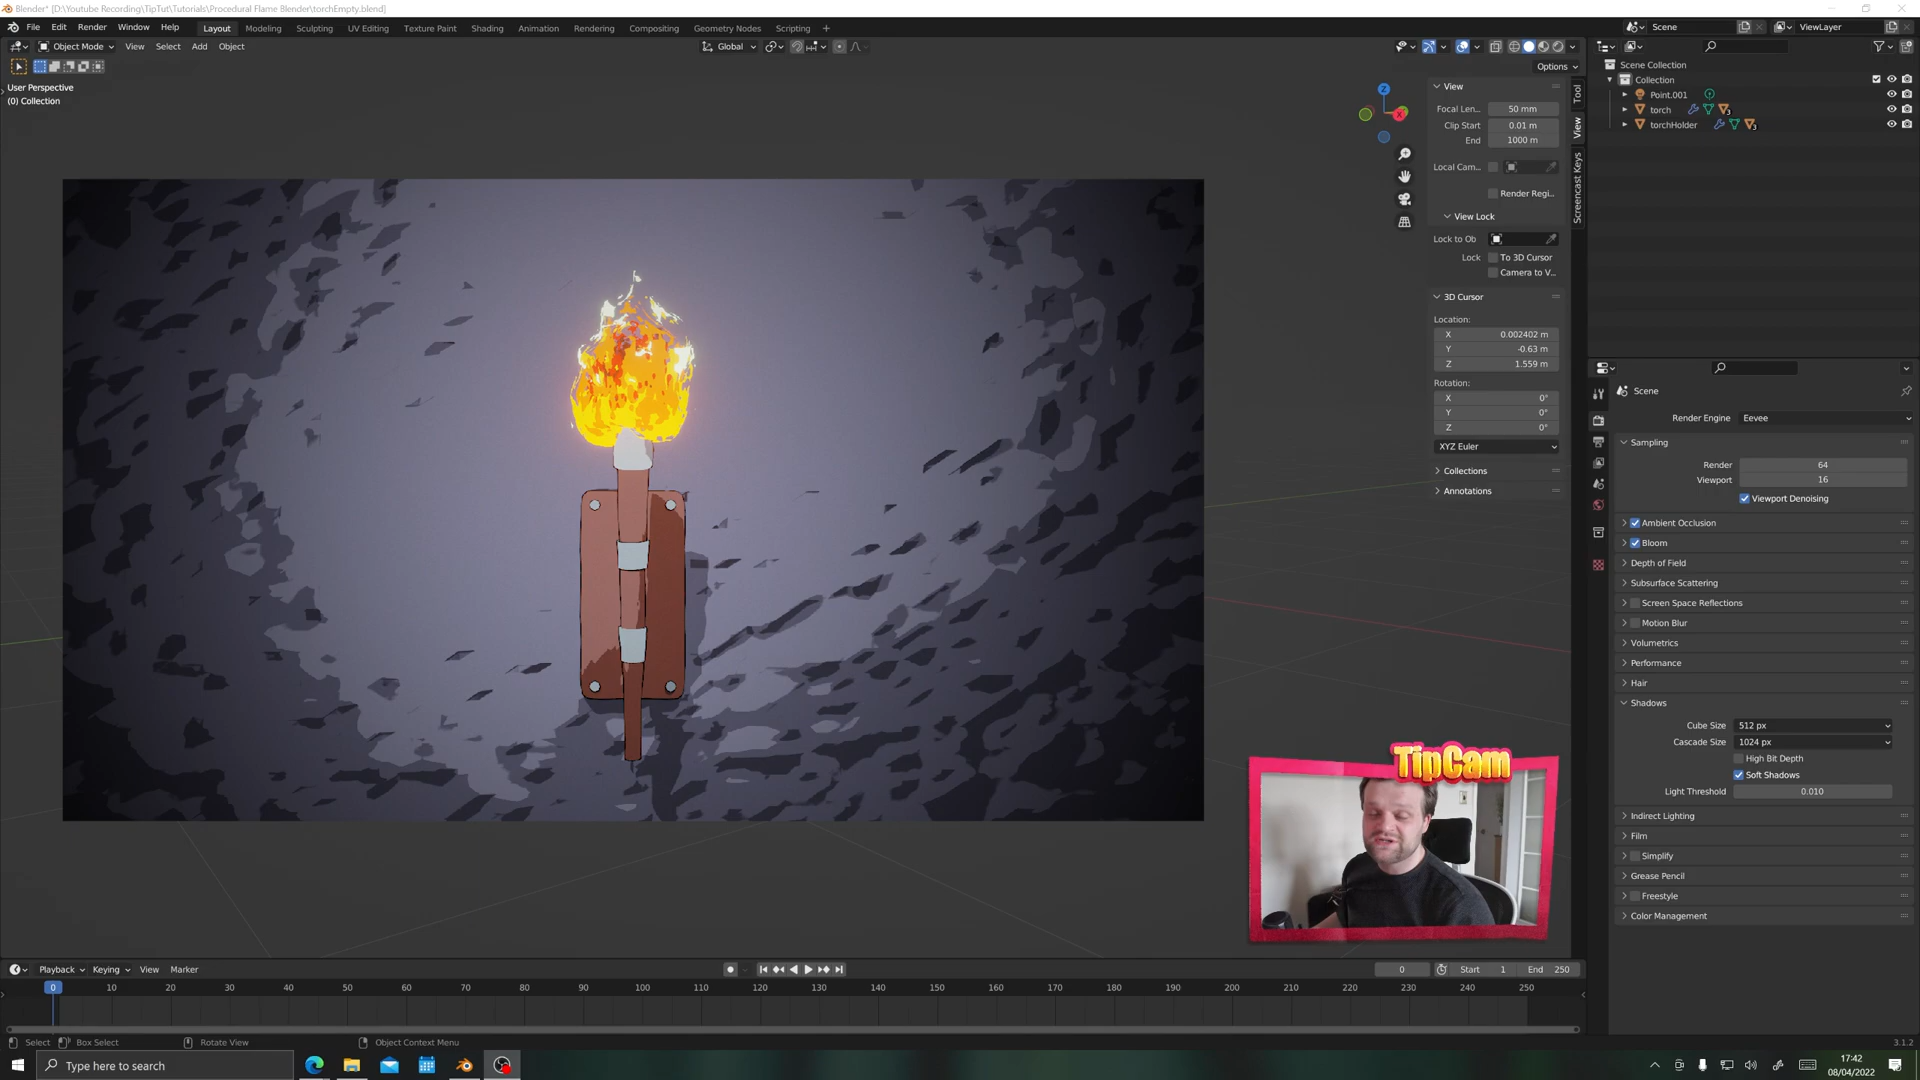 Blender* [D:\Youtube Recording\TipTut\Tutorials\Procedural Flame Blender\torchEmpty.blend]
File Edit Render Window Help Layout Modeling Sculpting UV Editing Texture Paint Shading Animation Rendering Compositing Geometry Nodes Scripting + Scene ViewLayer
Object Mode View Select Add Object Global
Options
User Perspective
(0) Collection
Z
X
View
Focal Len... 50 mm
Clip Start 0.01 m
End 1000 m
Local Cam...
Render Regi...
View Lock
Lock to Ob
Lock To 3D Cursor
Camera to V...
3D Cursor
Location:
X 0.002402 m
Y -0.63 m
Z 1.559 m
Rotation:
X 0°
Y 0°
Z 0°
XYZ Euler
Collections
Annotations
Tool
View
Screencast Keys
Scene Collection
Collection
Point.001
torch 3
torchHolder 3
Scene
Render Engine Eevee
Sampling
Render 64
Viewport 16
Viewport Denoising
Ambient Occlusion
Bloom
Depth of Field
Subsurface Scattering
Screen Space Reflections
Motion Blur
Volumetrics
Performance
Hair
Shadows
Cube Size 512 px
Cascade Size 1024 px
High Bit Depth
Soft Shadows
Light Threshold 0.010
Indirect Lighting
Film
Simplify
Grease Pencil
Freestyle
Color Management
TipCam
Playback Keying View Marker 0 Start 1 End 250
0 10 20 30 40 50 60 70 80 90 100 110 120 130 140 150 160 170 180 190 200 210 220 230 240 250
Select Box Select Rotate View Object Context Menu 3.1.2
Type here to search
17:42
08/04/2022